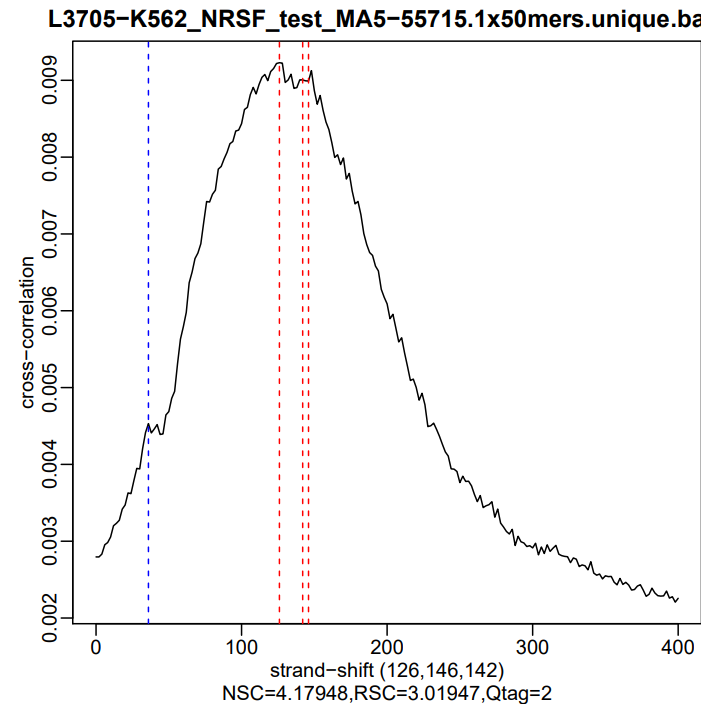 L3705−K562_NRSF_test_MA5−55715.1x50mers.unique.ba
0.009
0.008
0.007
0.006
0.005
0.004
0.003
0.002
cross−correlation
0 100 200 300 400
strand−shift (126,146,142)
NSC=4.17948,RSC=3.01947,Qtag=2